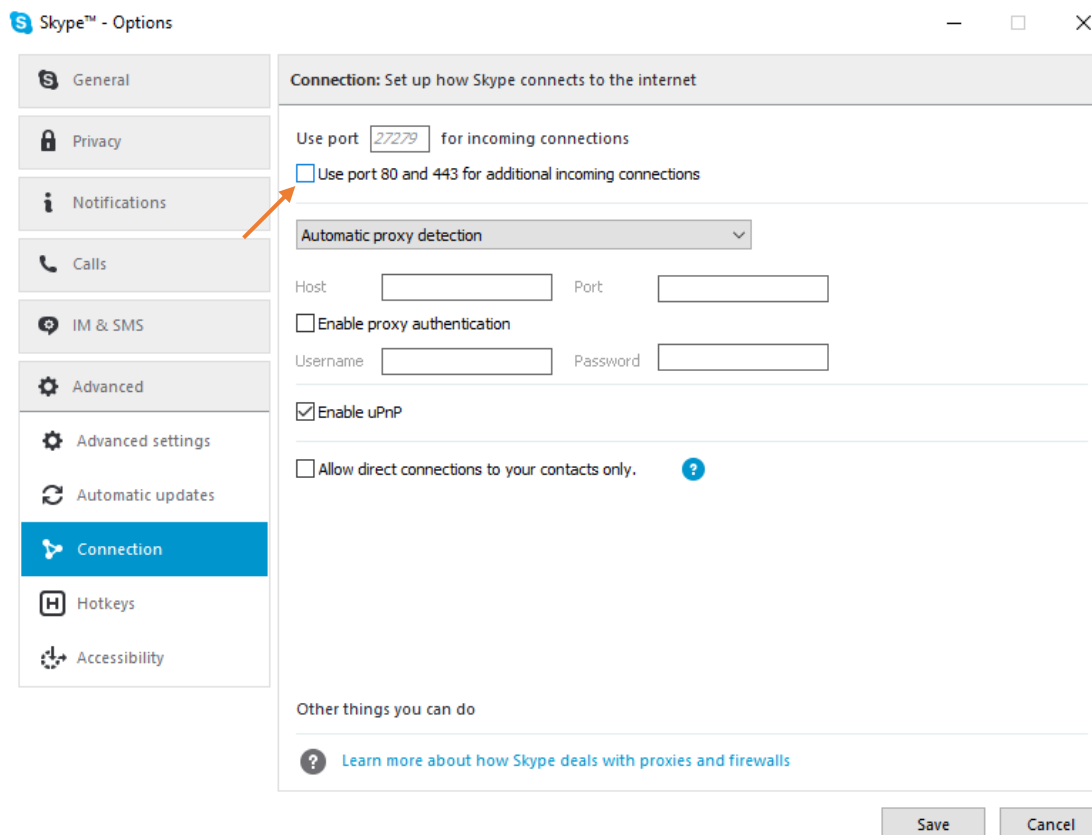 Skype™ - Options
General
Privacy
Notifications
Calls
IM & SMS
Advanced
Advanced settings
Automatic updates
Connection
Hotkeys
Accessibility
Connection: Set up how Skype connects to the internet
Use port 27279 for incoming connections
Use port 80 and 443 for additional incoming connections
Automatic proxy detection
Host Port
Enable proxy authentication
Username Password
Enable uPnP
Allow direct connections to your contacts only. ?
Other things you can do
? Learn more about how Skype deals with proxies and firewalls
Save Cancel